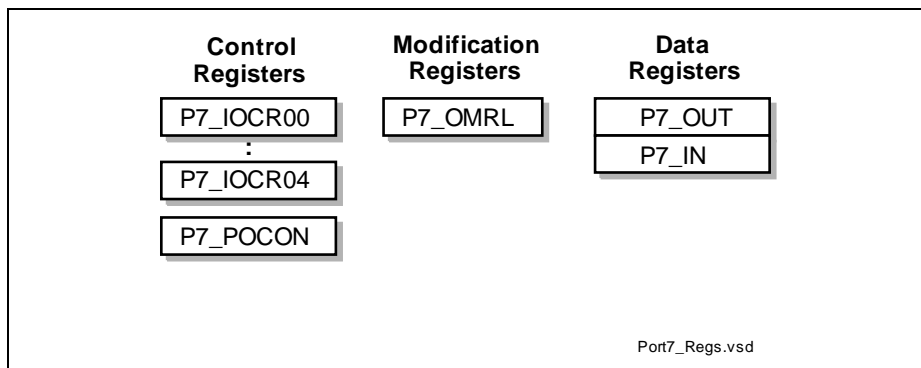 Control Registers
Modification Registers
Data Registers
P7_IOCR00
:
P7_IOCR04
P7_POCON
P7_OMRL
P7_OUT
P7_IN
Port7_Regs.vsd